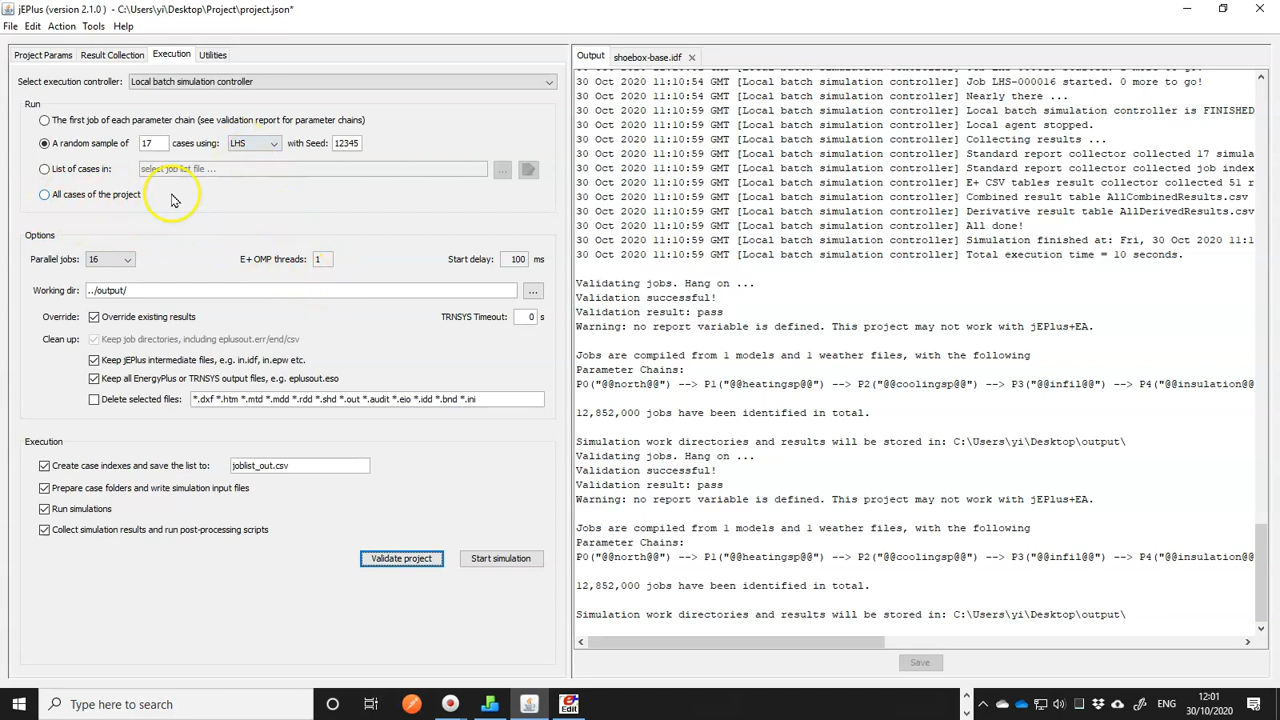 jEPlus (version 2.1.0 ) - C:\Users\yi\Desktop\Project\project.json*
File Edit Action Tools Help
Project Params Result Collection Execution Utilities
Select execution controller: Local batch simulation controller
Run
The first job of each parameter chain (see validation report for parameter chains)
A random sample of 17 cases using: LHS with Seed: 12345
List of cases in: select job list file ... ...
All cases of the project
Options
Parallel jobs: 16 E+ OMP threads: 1 Start delay: 100 ms
Working dir: ../output/ ...
Override: Override existing results TRNSYS Timeout: 0 s
Clean up: Keep job directories, including eplusout.err/end/csv
Keep jEPlus intermediate files, e.g. in.idf, in.epw etc.
Keep all EnergyPlus or TRNSYS output files, e.g. eplusout.eso
Delete selected files: *.dxf *.htm *.mtd *.mdd *.rdd *.shd *.out *.audit *.eio *.idd *.bnd *.ini
Execution
Create case indexes and save the list to: joblist_out.csv
Prepare case folders and write simulation input files
Run simulations
Collect simulation results and run post-processing scripts
Validate project Start simulation
Output shoebox-base.idf
30 Oct 2020 11:10:54 GMT [Local batch simulation controller] Job LHS-000016 started. 0 more to go!
30 Oct 2020 11:10:54 GMT [Local batch simulation controller] Nearly there ...
30 Oct 2020 11:10:58 GMT [Local batch simulation controller] Local batch simulation controller is FINISHED
30 Oct 2020 11:10:58 GMT [Local batch simulation controller] Local agent stopped.
30 Oct 2020 11:10:58 GMT [Local batch simulation controller] Collecting results ...
30 Oct 2020 11:10:58 GMT [Local batch simulation controller] Standard report collector collected 17 simula
30 Oct 2020 11:10:58 GMT [Local batch simulation controller] Standard report collector collected job index
30 Oct 2020 11:10:58 GMT [Local batch simulation controller] E+ CSV tables result collector collected 51 r
30 Oct 2020 11:10:58 GMT [Local batch simulation controller] Combined result table AllCombinedResults.csv
30 Oct 2020 11:10:58 GMT [Local batch simulation controller] Derivative result table AllDerivedResults.csv
30 Oct 2020 11:10:58 GMT [Local batch simulation controller] All done!
30 Oct 2020 11:10:58 GMT [Local batch simulation controller] Simulation finished at: Fri, 30 Oct 2020 11:1
30 Oct 2020 11:10:58 GMT [Local batch simulation controller] Total execution time = 10 seconds.
Validating jobs. Hang on ...
Validation successful!
Validation result: pass
Warning: no report variable is defined. This project may not work with jEPlus+EA.
Jobs are compiled from 1 models and 1 weather files, with the following
Parameter Chains:
P0("@@north@@") --> P1("@@heatingsp@@") --> P2("@@coolingsp@@") --> P3("@@infil@@") --> P4("@@insulation@@
12,852,000 jobs have been identified in total.
Simulation work directories and results will be stored in: C:\Users\yi\Desktop\output\
Validating jobs. Hang on ...
Validation successful!
Validation result: pass
Warning: no report variable is defined. This project may not work with jEPlus+EA.
Jobs are compiled from 1 models and 1 weather files, with the following
Parameter Chains:
P0("@@north@@") --> P1("@@heatingsp@@") --> P2("@@coolingsp@@") --> P3("@@infil@@") --> P4("@@insulation@@
12,852,000 jobs have been identified in total.
Simulation work directories and results will be stored in: C:\Users\yi\Desktop\output\
Save
Type here to search
Edit
ENG
12:01
30/10/2020